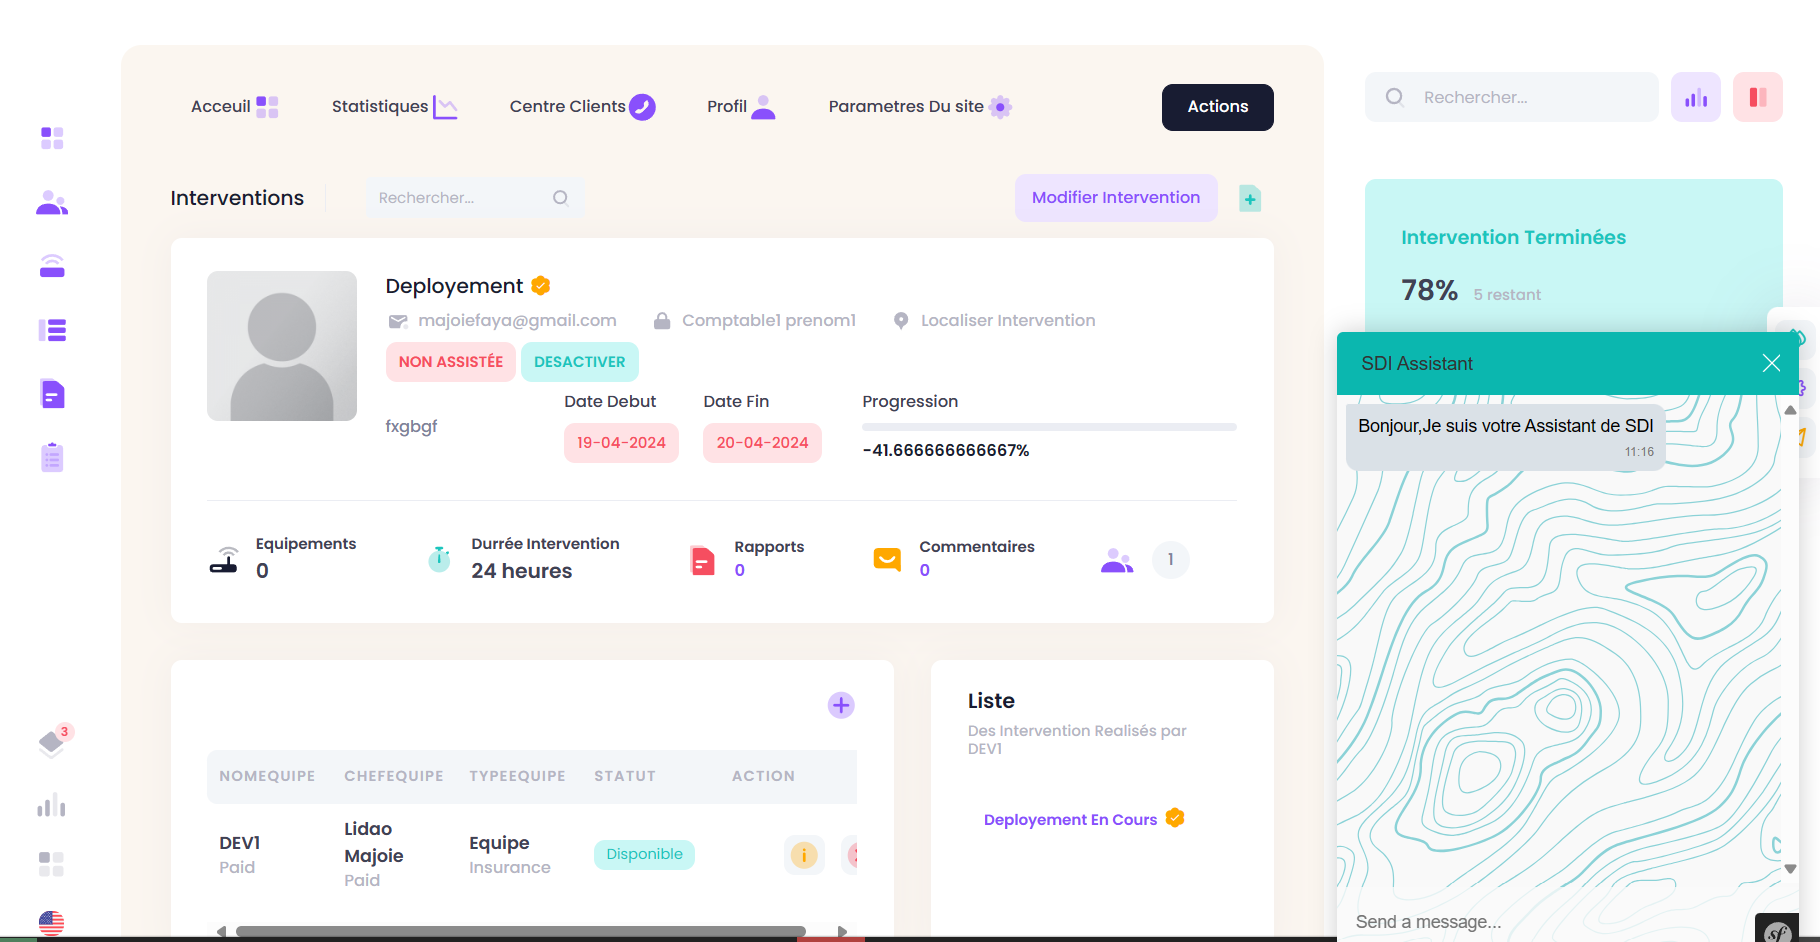 Acceuil
Statistiques
Centre Clients
Profil
Parametres Du site
Actions
Rechercher...
Interventions
Rechercher...
Modifier Intervention
Intervention Terminées
78% 5 restant
Deployement
majoiefaya@gmail.com
Comptable1 prenom1
Localiser Intervention
NON ASSISTÉE
DESACTIVER
fxgbgf
Date Debut
19-04-2024
Date Fin
20-04-2024
Progression
-41.666666666667%
Equipements
0
Durrée Intervention
24 heures
Rapports
0
Commentaires
0
1
NOMEQUIPE CHEFEQUIPE TYPEEQUIPE STATUT ACTION
DEV1
Paid
Lidao
Majoie
Paid
Equipe
Insurance
Disponible
Liste
Des Intervention Realisés par
DEV1
Deployement En Cours
SDI Assistant
Bonjour,Je suis votre Assistant de SDI
11:16
Send a message...
3
sf